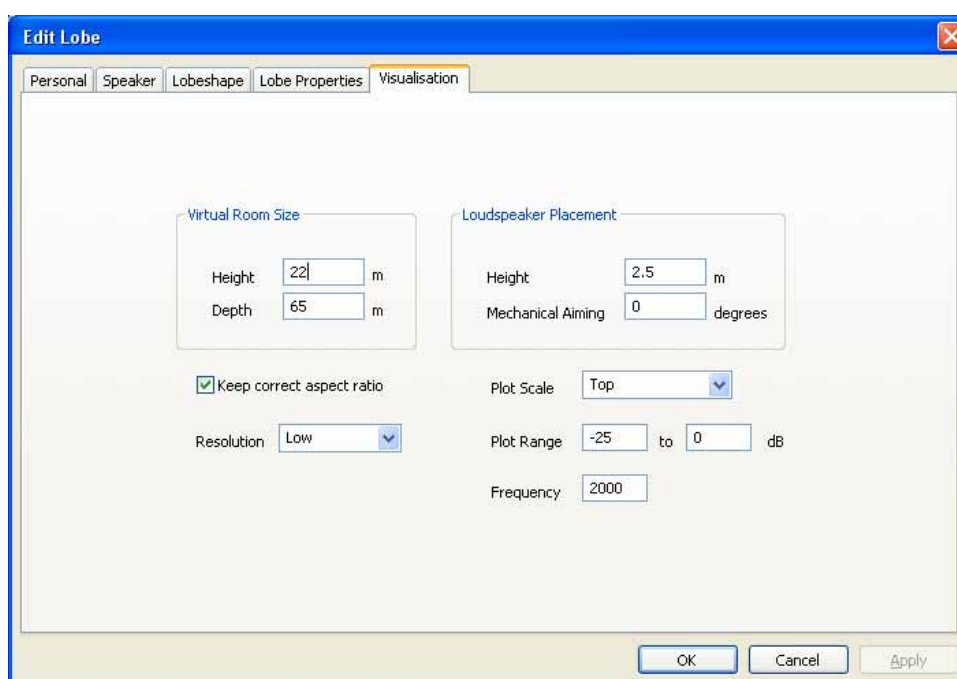 Edit Lobe
Personal Speaker Lobeshape Lobe Properties Visualisation
Virtual Room Size
Height 22 m
Depth 65 m
Loudspeaker Placement
Height 2.5 m
Mechanical Aiming 0 degrees
Keep correct aspect ratio
Resolution Low
Plot Scale Top
Plot Range -25 to 0 dB
Frequency 2000
OK Cancel Apply